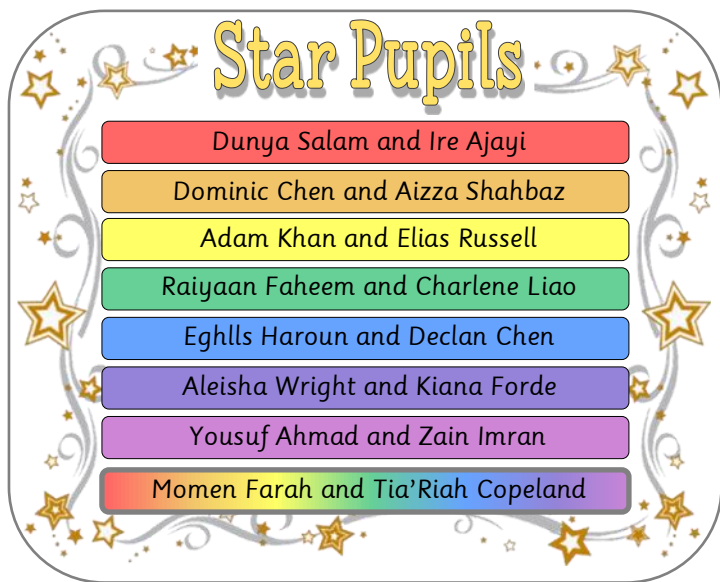 Star Pupils
Dunya Salam and Ire Ajayi
Dominic Chen and Aizza Shahbaz
Adam Khan and Elias Russell
Raiyaan Faheem and Charlene Liao
Eghlls Haroun and Declan Chen
Aleisha Wright and Kiana Forde
Yousuf Ahmad and Zain Imran
Momen Farah and Tia’Riah Copeland